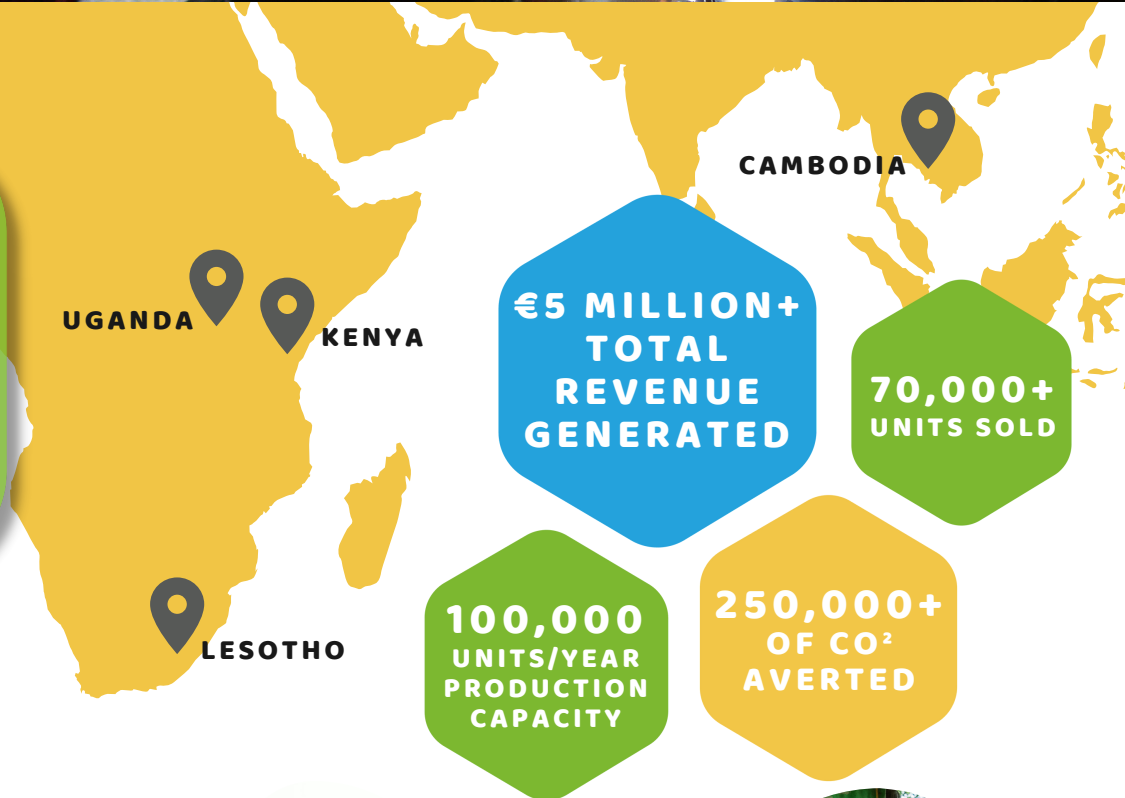 CAMBODIA
UGANDA
KENYA
LESOTHO
€5 MILLION+
TOTAL
REVENUE
GENERATED
70,000+
UNITS SOLD
100,000
UNITS/YEAR
PRODUCTION
CAPACITY
250,000+
OF CO²
AVERTED